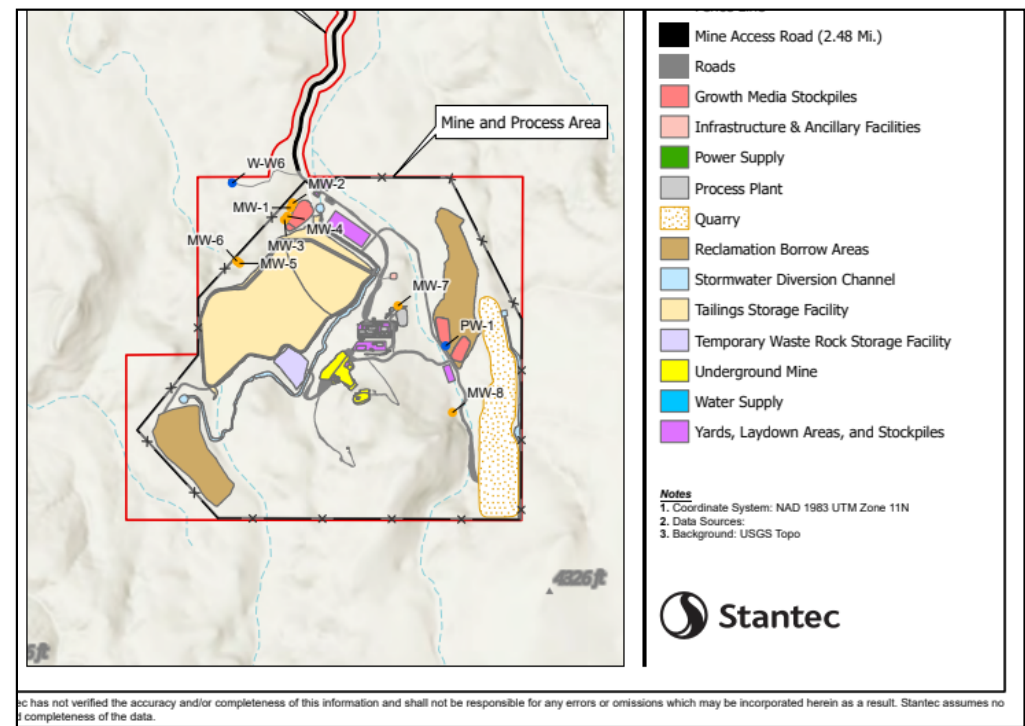 Mine Access Road (2.48 Mi.)
Roads
Growth Media Stockpiles
Infrastructure & Ancillary Facilities
Power Supply
Process Plant
Quarry
Reclamation Borrow Areas
Stormwater Diversion Channel
Tailings Storage Facility
Temporary Waste Rock Storage Facility
Underground Mine
Water Supply
Yards, Laydown Areas, and Stockpiles
Mine and Process Area
W-W6
MW-2
MW-1
MW-4
MW-3
MW-6
MW-5
MW-7
PW-1
MW-8
4326 ft
ft
Notes
1. Coordinate System: NAD 1983 UTM Zone 11N
2. Data Sources:
3. Background: USGS Topo
Stantec
ec has not verified the accuracy and/or completeness of this information and shall not be responsible for any errors or omissions which may be incorporated herein as a result. Stantec assumes no
d completeness of the data.